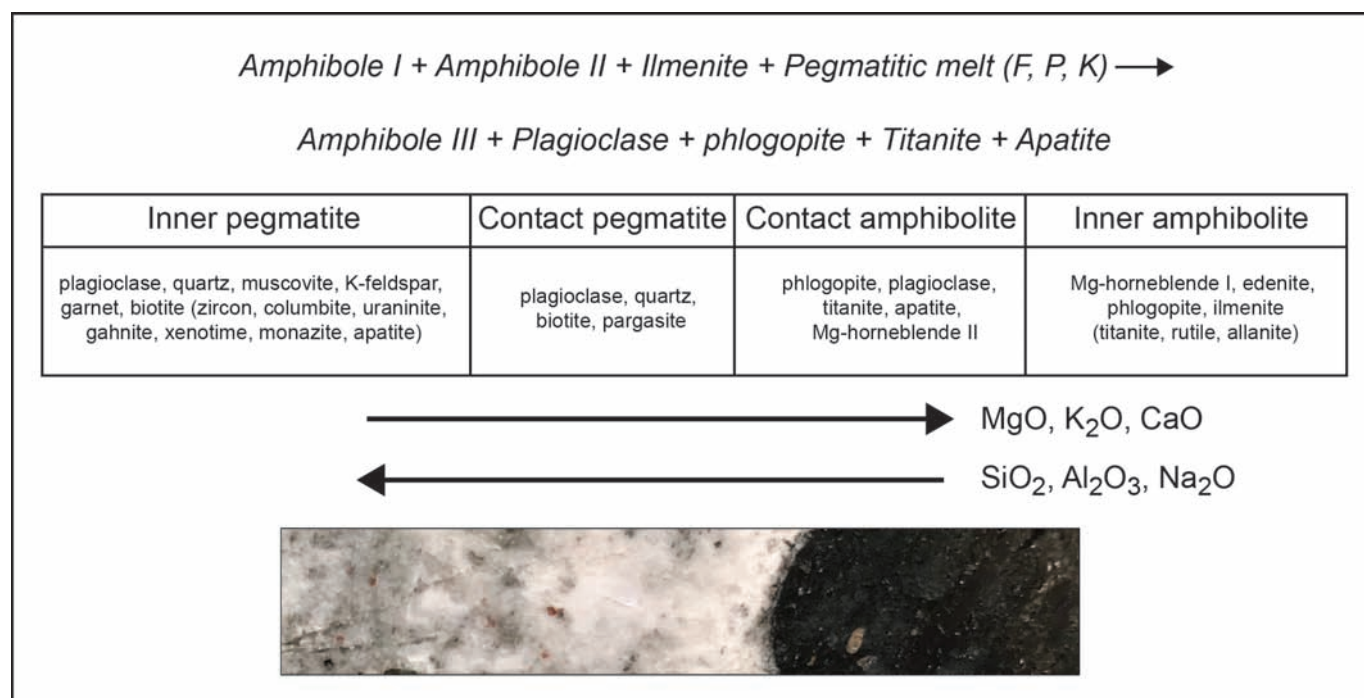 Amphibole I + Amphibole II + Ilmenite + Pegmatitic melt (F, P, K) →
Amphibole III + Plagioclase + phlogopite + Titanite + Apatite
Inner pegmatite
plagioclase, quartz, muscovite, K-feldspar,
garnet, biotite (zircon, columbite, uraninite,
gahnite, xenotime, monazite, apatite)
Contact pegmatite
plagioclase, quartz,
biotite, pargasite
Contact amphibolite
phlogopite, plagioclase,
titanite, apatite,
Mg-horneblende II
Inner amphibolite
Mg-horneblende I, edenite,
phlogopite, ilmenite
(titanite, rutile, allanite)
MgO, K₂O, CaO
SiO₂, Al₂O₃, Na₂O